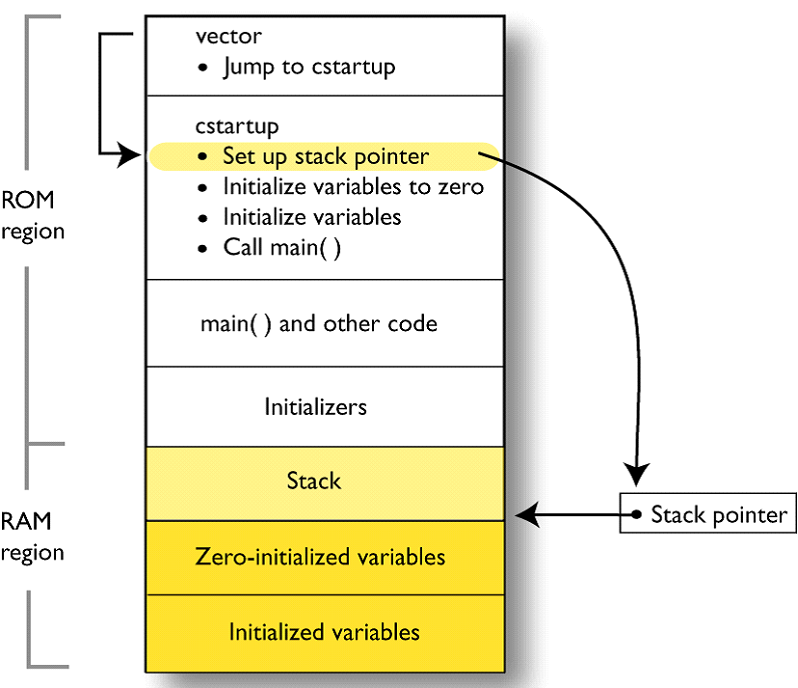 vector
• Jump to cstartup
cstartup
• Set up stack pointer
• Initialize variables to zero
• Initialize variables
• Call main( )
ROM
region
main( ) and other code
Initializers
Stack
RAM
region
Stack pointer
Zero-initialized variables
Initialized variables